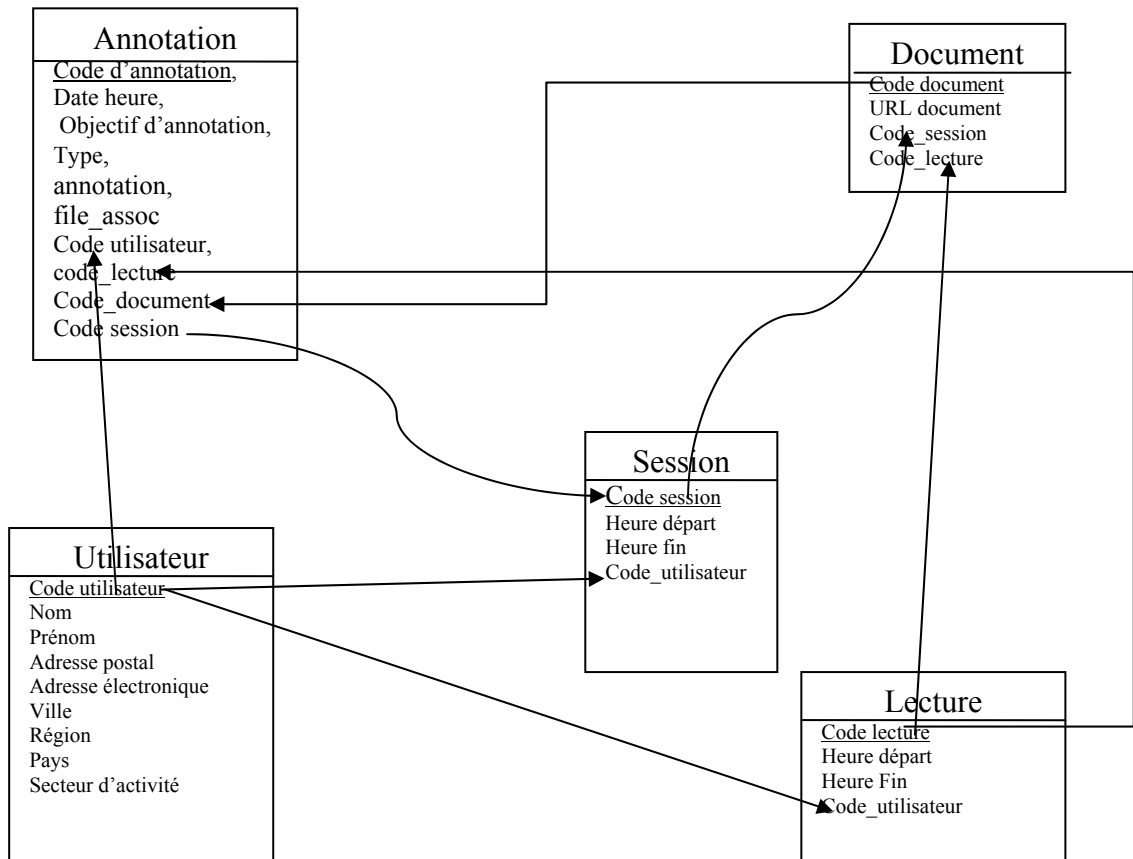 Annotation
Code d'annotation,
Date heure,
Objectif d'annotation,
Type,
annotation,
file_assoc
Code utilisateur,
code_lecture
Code_document
Code session
Document
Code document
URL document
Code_session
Code_lecture
Session
Code session
Heure départ
Heure fin
Code_utilisateur
Utilisateur
Code utilisateur
Nom
Prénom
Adresse postal
Adresse électronique
Ville
Région
Pays
Secteur d'activité
Lecture
Code lecture
Heure départ
Heure Fin
Code_utilisateur